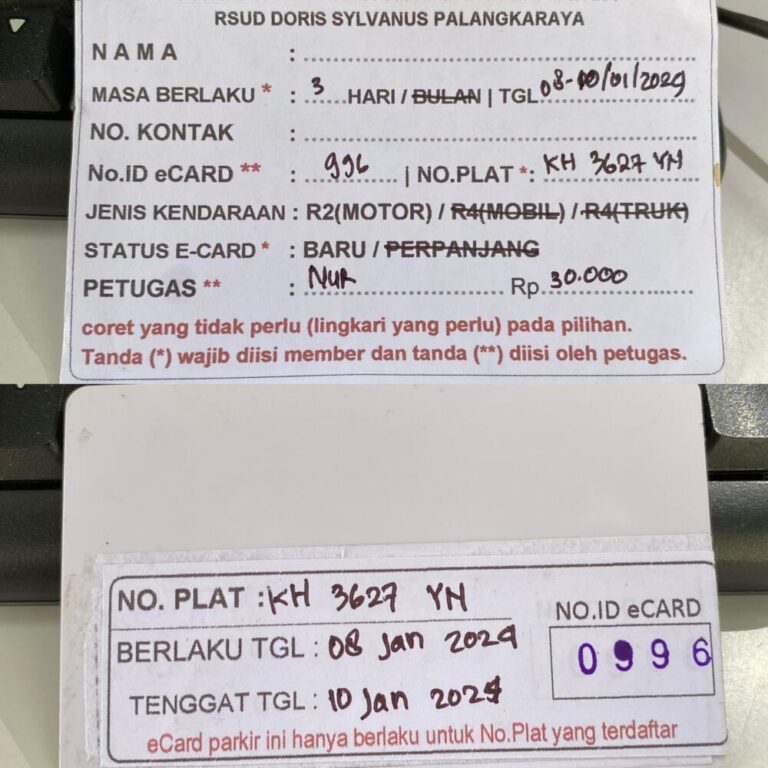 RSUD DORIS SYLVANUS PALANGKARAYA
NAMA :
MASA BERLAKU * : 3 HARI / BULAN | TGL 08-10/01/2024
NO. KONTAK :
No.ID eCARD ** : 996 | NO.PLAT *: KH 3627 YN
JENIS KENDARAAN : R2(MOTOR) / R4(MOBIL) / R4(TRUK)
STATUS E-CARD * : BARU / PERPANJANG
PETUGAS ** : NUR Rp. 30.000
coret yang tidak perlu (lingkari yang perlu) pada pilihan.
Tanda (*) wajib diisi member dan tanda (**) diisi oleh petugas.
NO. PLAT : KH 3627 YN
BERLAKU TGL : 08 Jan 2024
TENGGAT TGL : 10 Jan 2024
NO.ID eCARD
0996
eCard parkir ini hanya berlaku untuk No.Plat yang terdaftar